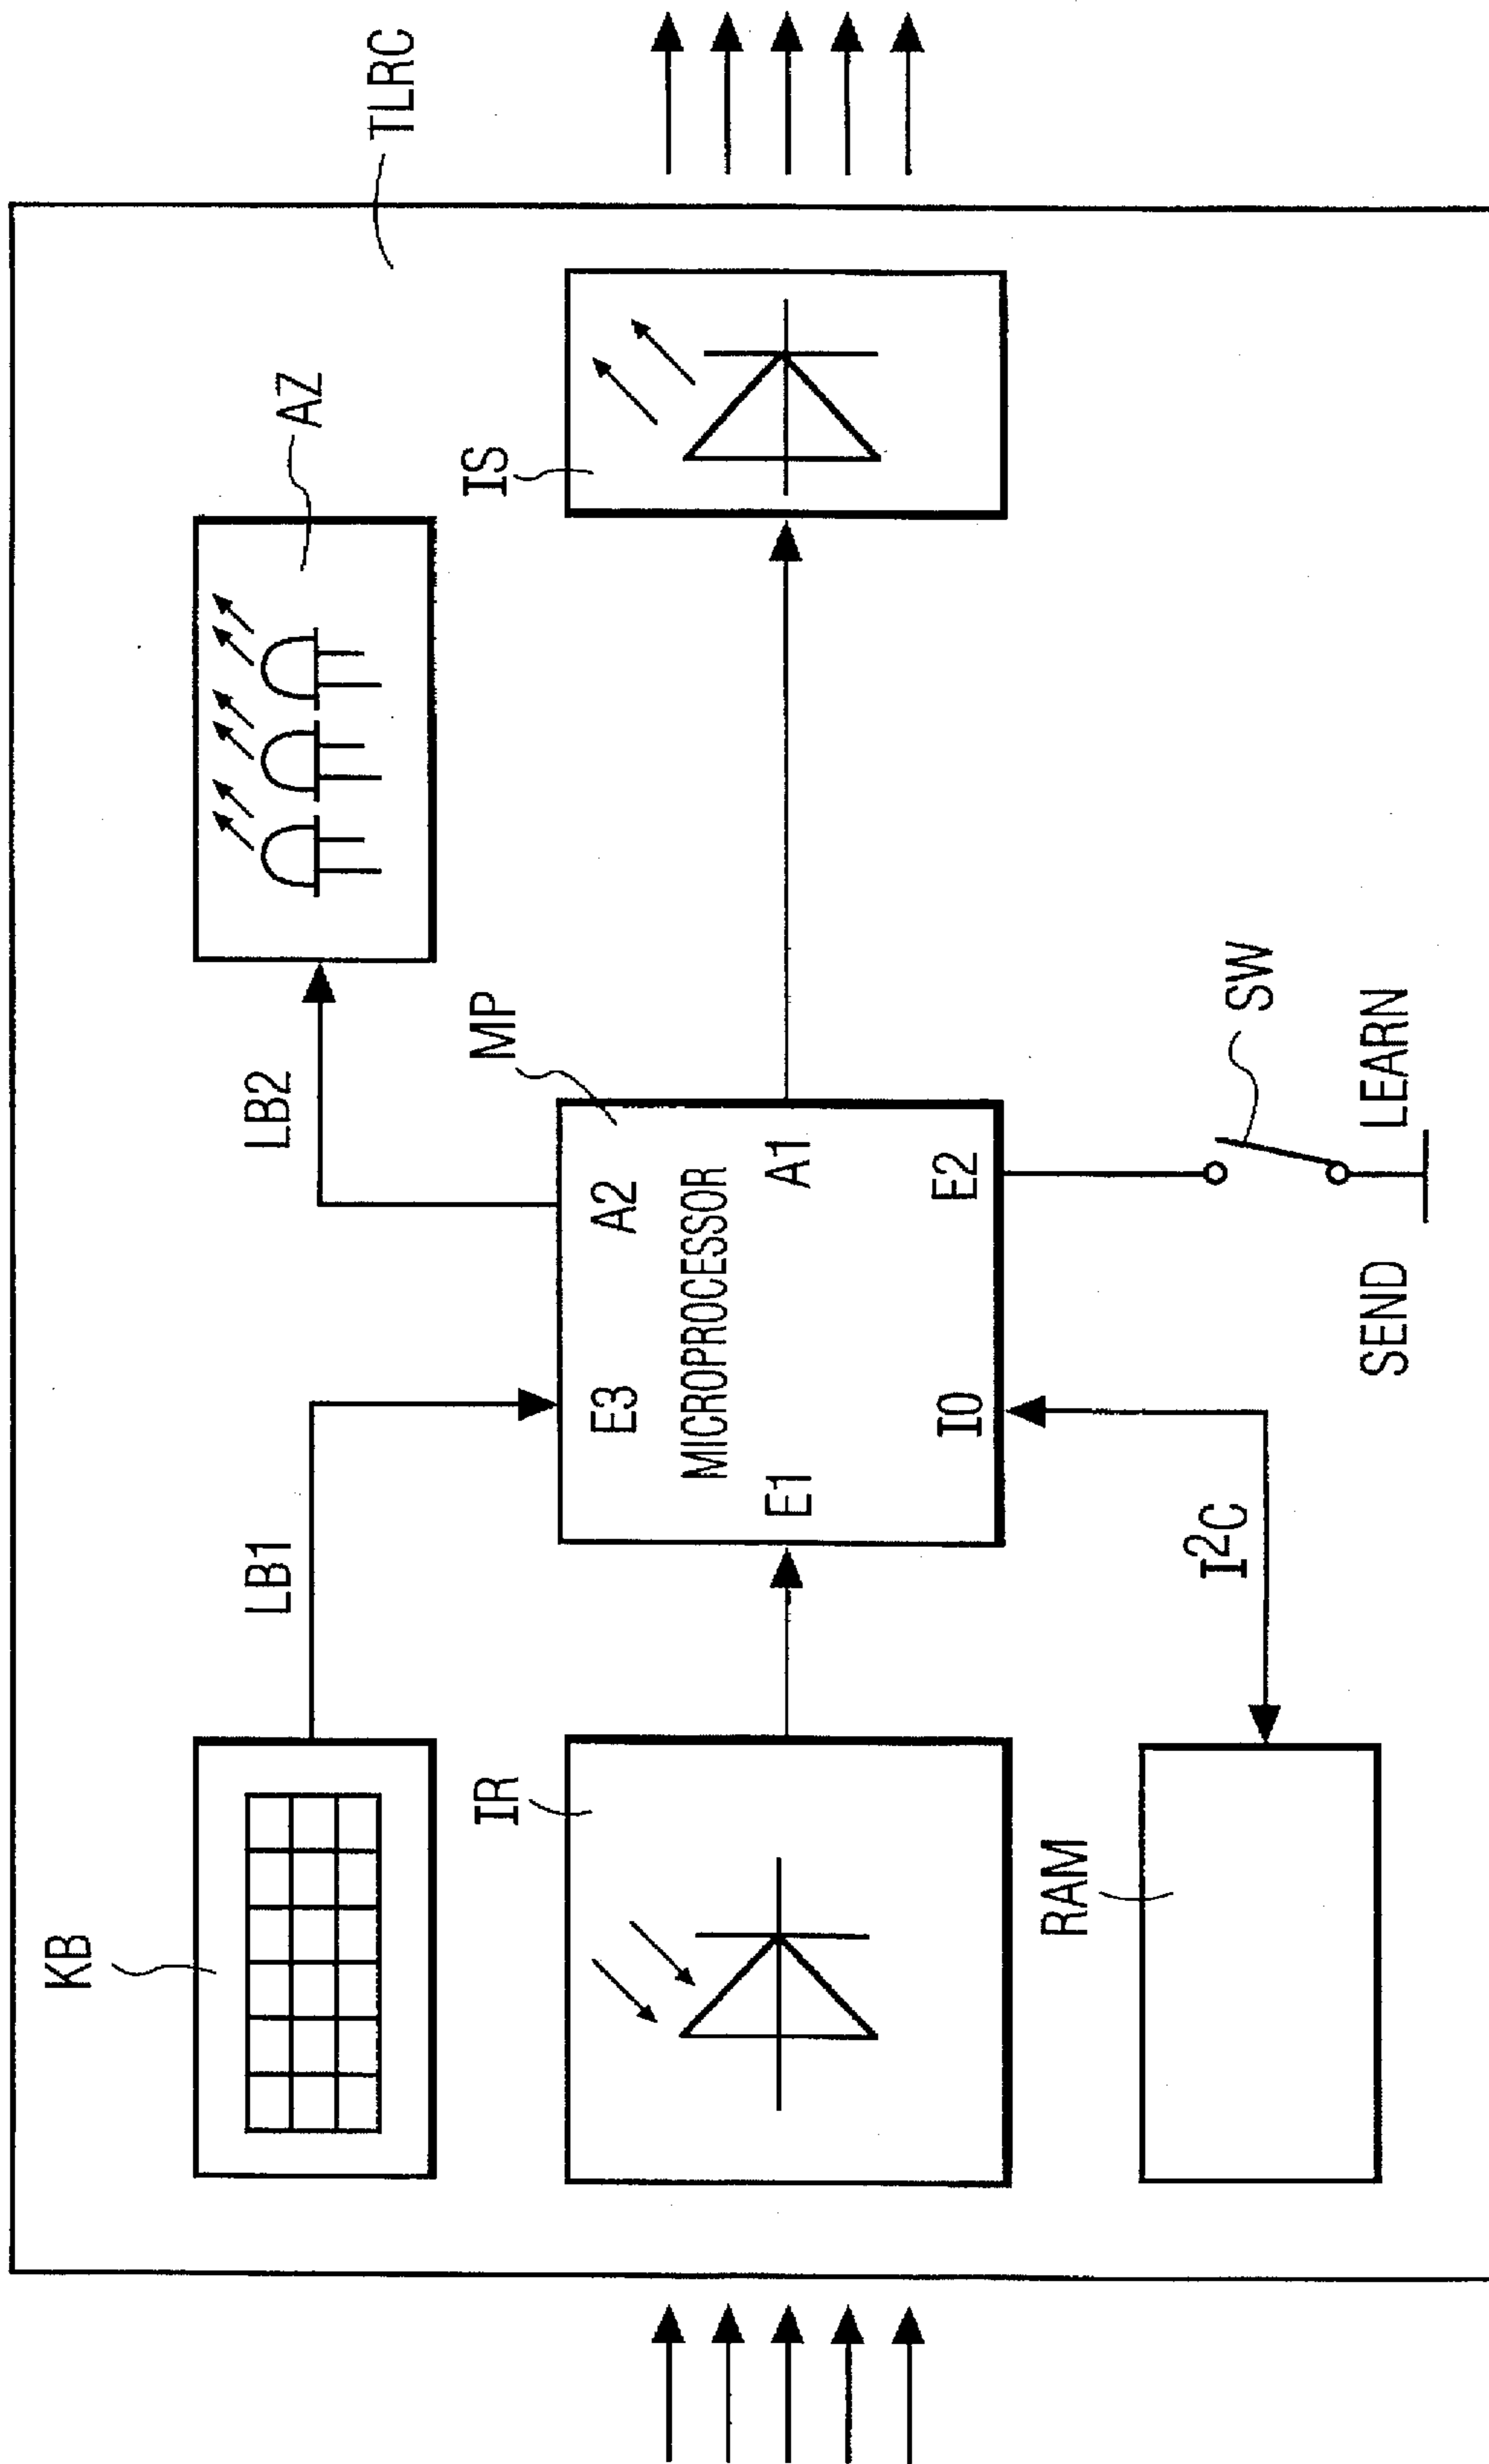 TLRC
KB
LB1
LB2
AZ
IR
E3
A2
MP
MICROPROCESSOR
E1
A1
IS
IO
E2
RAM
I²C
SW
SEND
LEARN